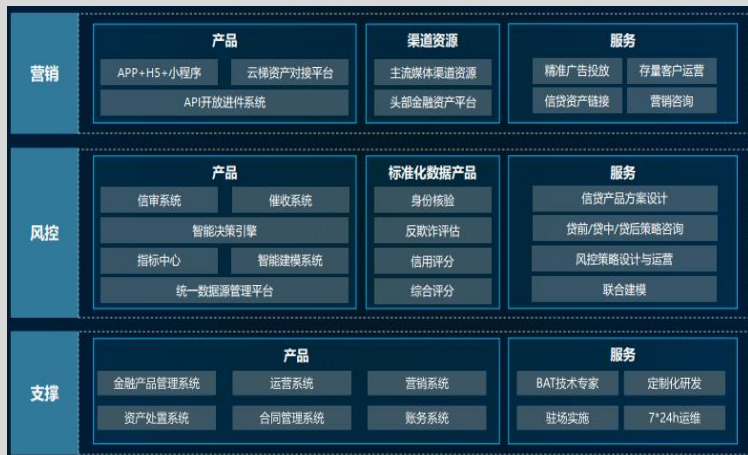 营销
产品
APP+H5+小程序 云梯资产对接平台
API开放进件系统
渠道资源
主流媒体渠道资源
头部金融资产平台
服务
精准广告投放 存量客户运营
信贷资产链接 营销咨询
风控
产品
信审系统 催收系统
智能决策引擎
指标中心 智能建模系统
统一数据源管理平台
标准化数据产品
身份核验
反欺诈评估
信用评分
综合评分
服务
信贷产品方案设计
贷前/贷中/贷后策略咨询
风控策略设计与运营
联合建模
支撑
产品
金融产品管理系统 运营系统 营销系统
资产处置系统 合同管理系统 账务系统
服务
BAT技术专家 定制化研发
驻场实施 7*24h运维